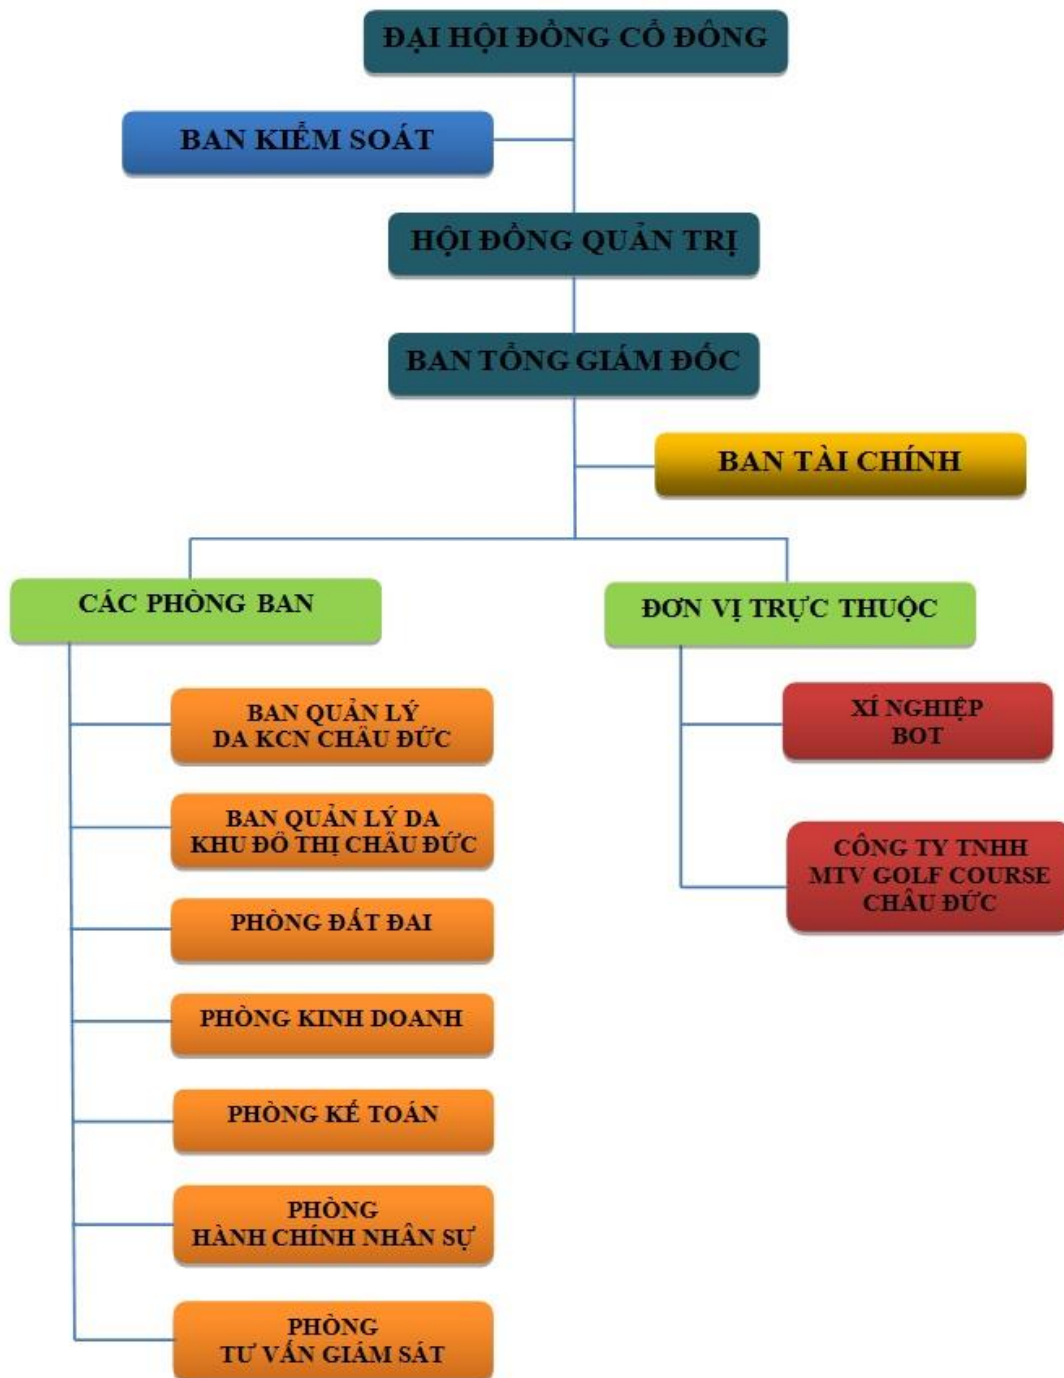 ĐẠI HỘI ĐỒNG CỔ ĐÔNG
BAN KIỂM SOÁT
HỘI ĐỒNG QUẢN TRỊ
BAN TỔNG GIÁM ĐỐC
BAN TÀI CHÍNH
CÁC PHÒNG BAN
ĐƠN VỊ TRỰC THUỘC
BAN QUẢN LÝ
DA KCN CHÂU ĐỨC
BAN QUẢN LÝ DA
KHU ĐÔ THỊ CHÂU ĐỨC
PHÒNG ĐẤT ĐAI
PHÒNG KINH DOANH
PHÒNG KẾ TOÁN
PHÒNG
HÀNH CHÍNH NHÂN SỰ
PHÒNG
TƯ VẤN GIÁM SÁT
XÍ NGHIỆP
BOT
CÔNG TY TNHH
MTV GOLF COURSE
CHÂU ĐỨC